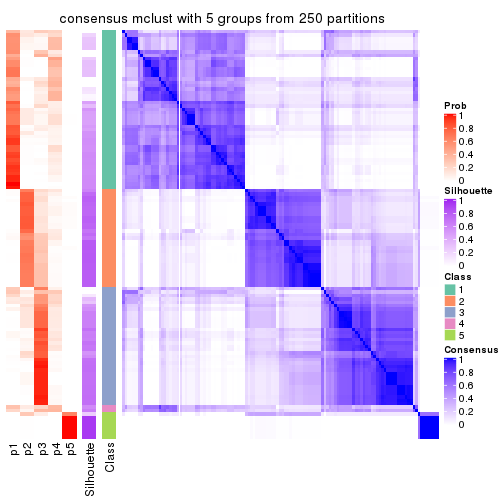 consensus mclust with 5 groups from 250 partitions
Prob
1
0.8
0.6
0.4
0.2
0
Silhouette
1
0.8
0.6
0.4
0.2
0
Class
1
2
3
4
5
Consensus
1
0.8
0.6
0.4
0.2
0
p1
p2
p3
p4
p5
Silhouette
Class